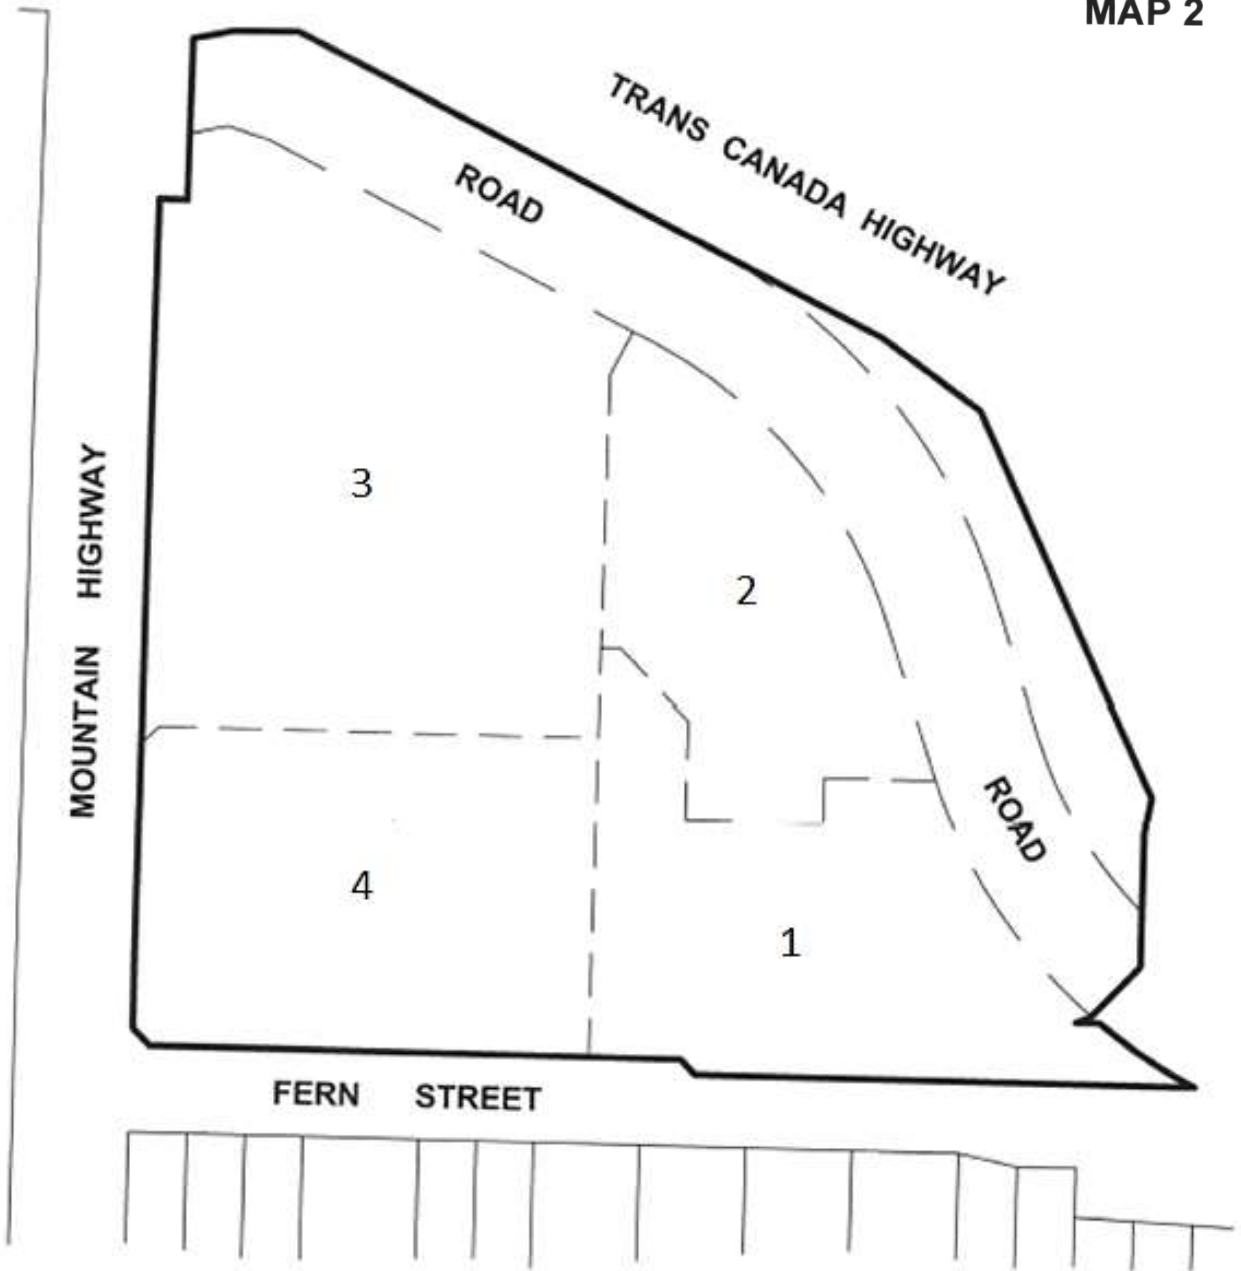 MAP 2
TRANS CANADA HIGHWAY
ROAD
3
MOUNTAIN HIGHWAY
2
ROAD
4
1
FERN STREET